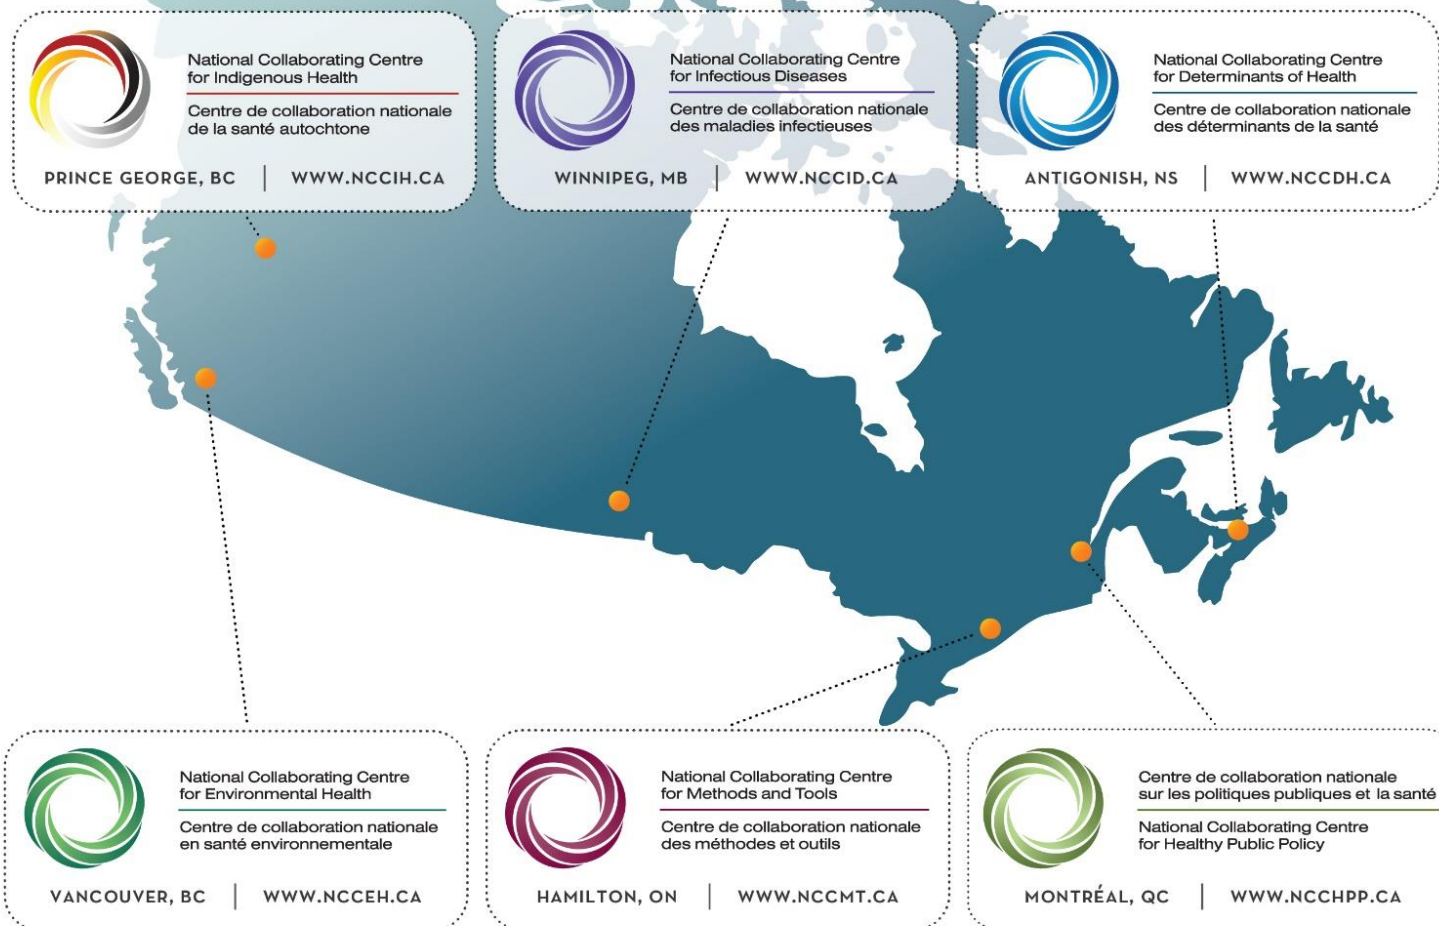 National Collaborating Centre
for Indigenous Health
Centre de collaboration nationale
de la santé autochtone
PRINCE GEORGE, BC | WWW.NCCIH.CA
National Collaborating Centre
for Infectious Diseases
Centre de collaboration nationale
des maladies infectieuses
WINNIPEG, MB | WWW.NCCID.CA
National Collaborating Centre
for Determinants of Health
Centre de collaboration nationale
des déterminants de la santé
ANTIGONISH, NS | WWW.NCCDH.CA
National Collaborating Centre
for Environmental Health
Centre de collaboration nationale
en santé environnementale
VANCOUVER, BC | WWW.NCCEH.CA
National Collaborating Centre
for Methods and Tools
Centre de collaboration nationale
des méthodes et outils
HAMILTON, ON | WWW.NCCMT.CA
Centre de collaboration nationale
sur les politiques publiques et la santé
National Collaborating Centre
for Healthy Public Policy
MONTRÉAL, QC | WWW.NCCHPP.CA